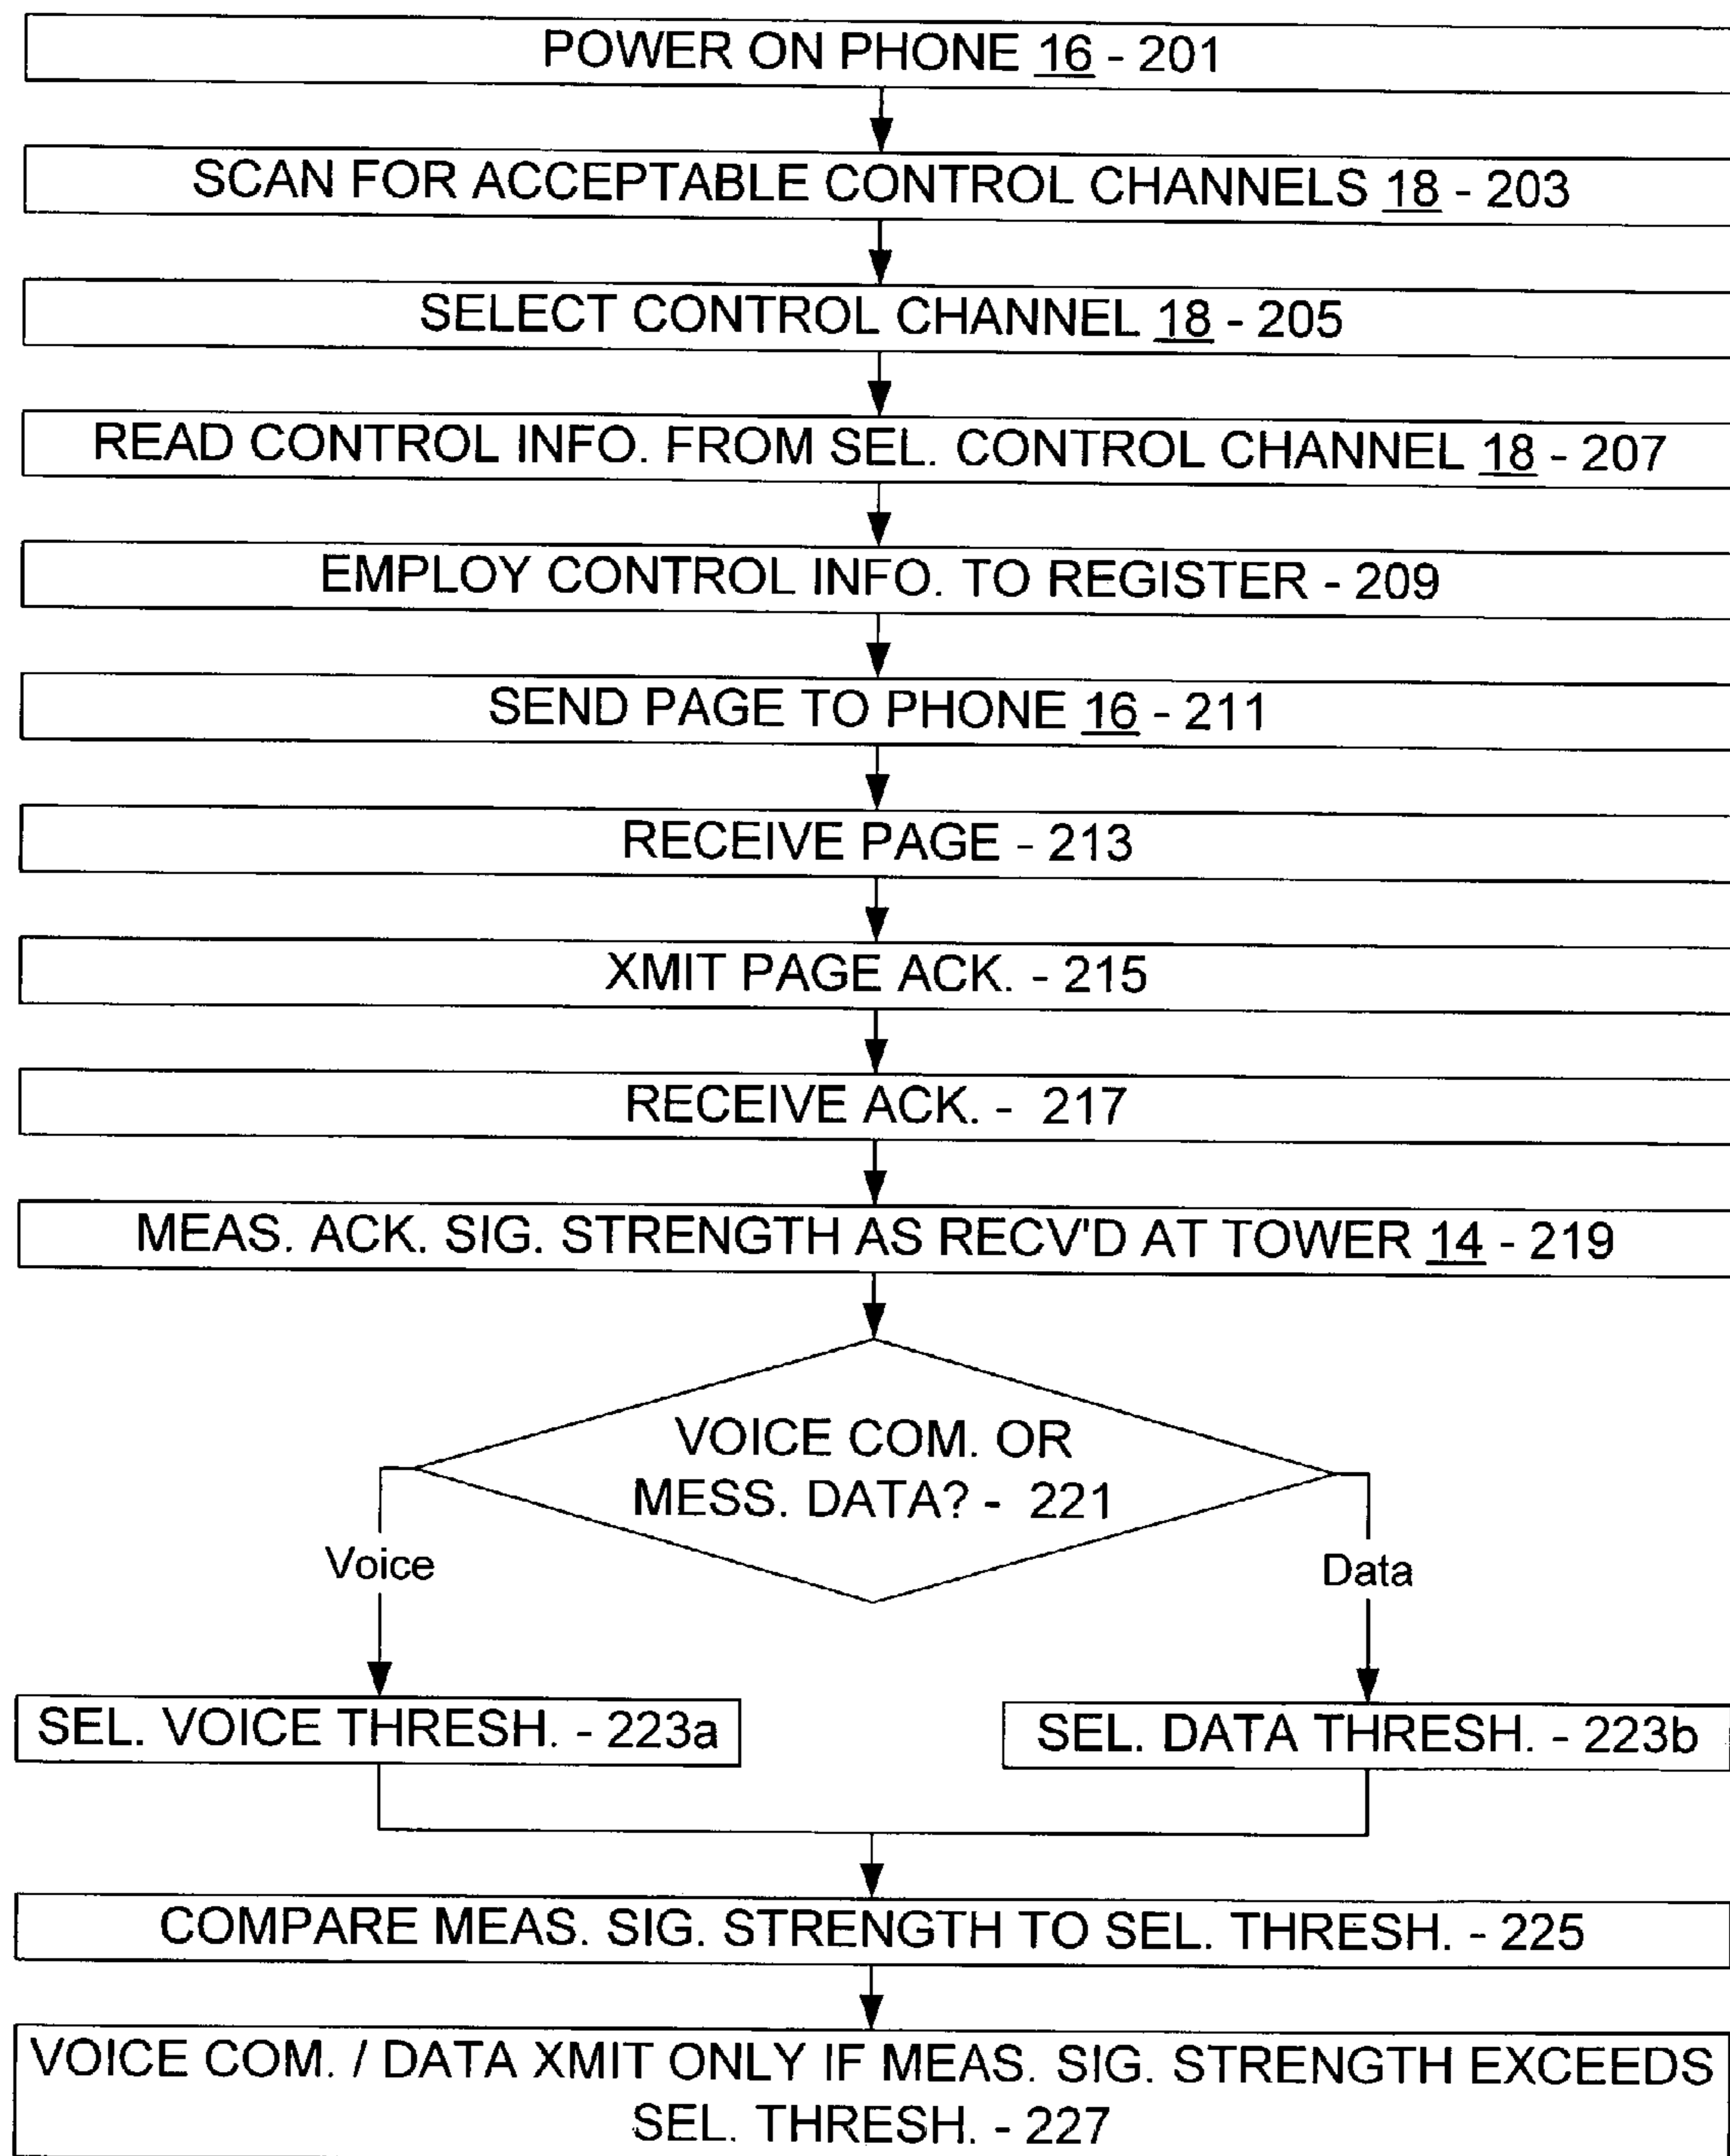 POWER ON PHONE 16 - 201
SCAN FOR ACCEPTABLE CONTROL CHANNELS 18 - 203
SELECT CONTROL CHANNEL 18 - 205
READ CONTROL INFO. FROM SEL. CONTROL CHANNEL 18 - 207
EMPLOY CONTROL INFO. TO REGISTER - 209
SEND PAGE TO PHONE 16 - 211
RECEIVE PAGE - 213
XMIT PAGE ACK. - 215
RECEIVE ACK. - 217
MEAS. ACK. SIG. STRENGTH AS RECV'D AT TOWER 14 - 219
VOICE COM. OR
MESS. DATA? - 221
Voice
Data
SEL. VOICE THRESH. - 223a
SEL. DATA THRESH. - 223b
COMPARE MEAS. SIG. STRENGTH TO SEL. THRESH. - 225
VOICE COM. / DATA XMIT ONLY IF MEAS. SIG. STRENGTH EXCEEDS
SEL. THRESH. - 227